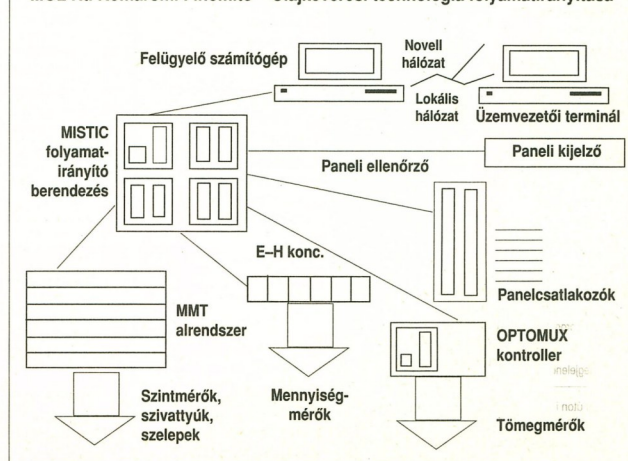 Felügyelő számítógép
Novell
hálózat
Lokális
hálózat
Üzemvezetői terminál
MISTIC
folyamat-
irányító
berendezés
Paneli ellenőrző
Paneli kijelző
E–H konc.
Panelcsatlakozók
MMT
alrendszer
OPTOMUX
kontroller
Szintmérők,
szivattyúk,
szelepek
Mennyiség-
mérők
Tömegmérők